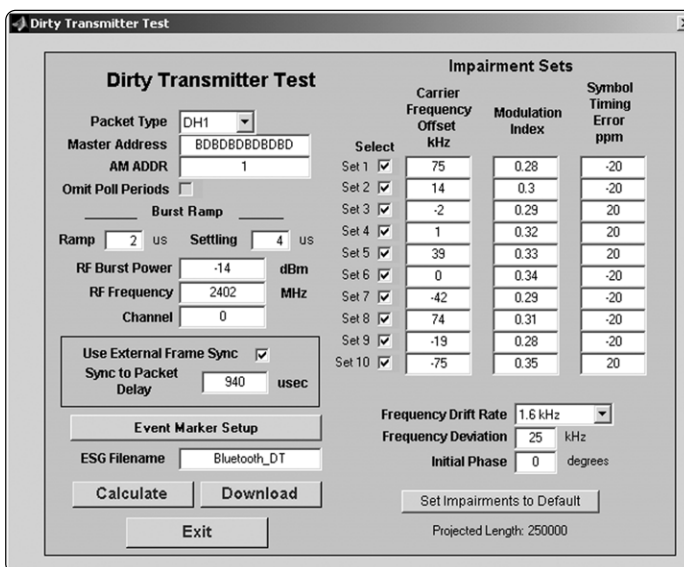 Dirty Transmitter Test
Dirty Transmitter Test
Packet Type DH1
Master Address BDBDBDBDBDBD
AM ADDR 1
Omit Poll Periods
Burst Ramp
Ramp 2 us Settling 4 us
RF Burst Power -14 dBm
RF Frequency 2402 MHz
Channel 0
Use External Frame Sync
Sync to Packet
Delay 940 usec
Event Marker Setup
ESG Filename Bluetooth_DT
Calculate Download
Exit
Impairment Sets
Select
Carrier
Frequency
Offset
kHz
Modulation
Index
Symbol
Timing
Error
ppm
Set 1 75 0.28 -20
Set 2 14 0.3 -20
Set 3 -2 0.29 20
Set 4 1 0.32 20
Set 5 39 0.33 20
Set 6 0 0.34 -20
Set 7 -42 0.29 -20
Set 8 74 0.31 -20
Set 9 -19 0.28 -20
Set 10 -75 0.35 20
Frequency Drift Rate 1.6 kHz
Frequency Deviation 25 kHz
Initial Phase 0 degrees
Set Impairments to Default
Projected Length: 250000